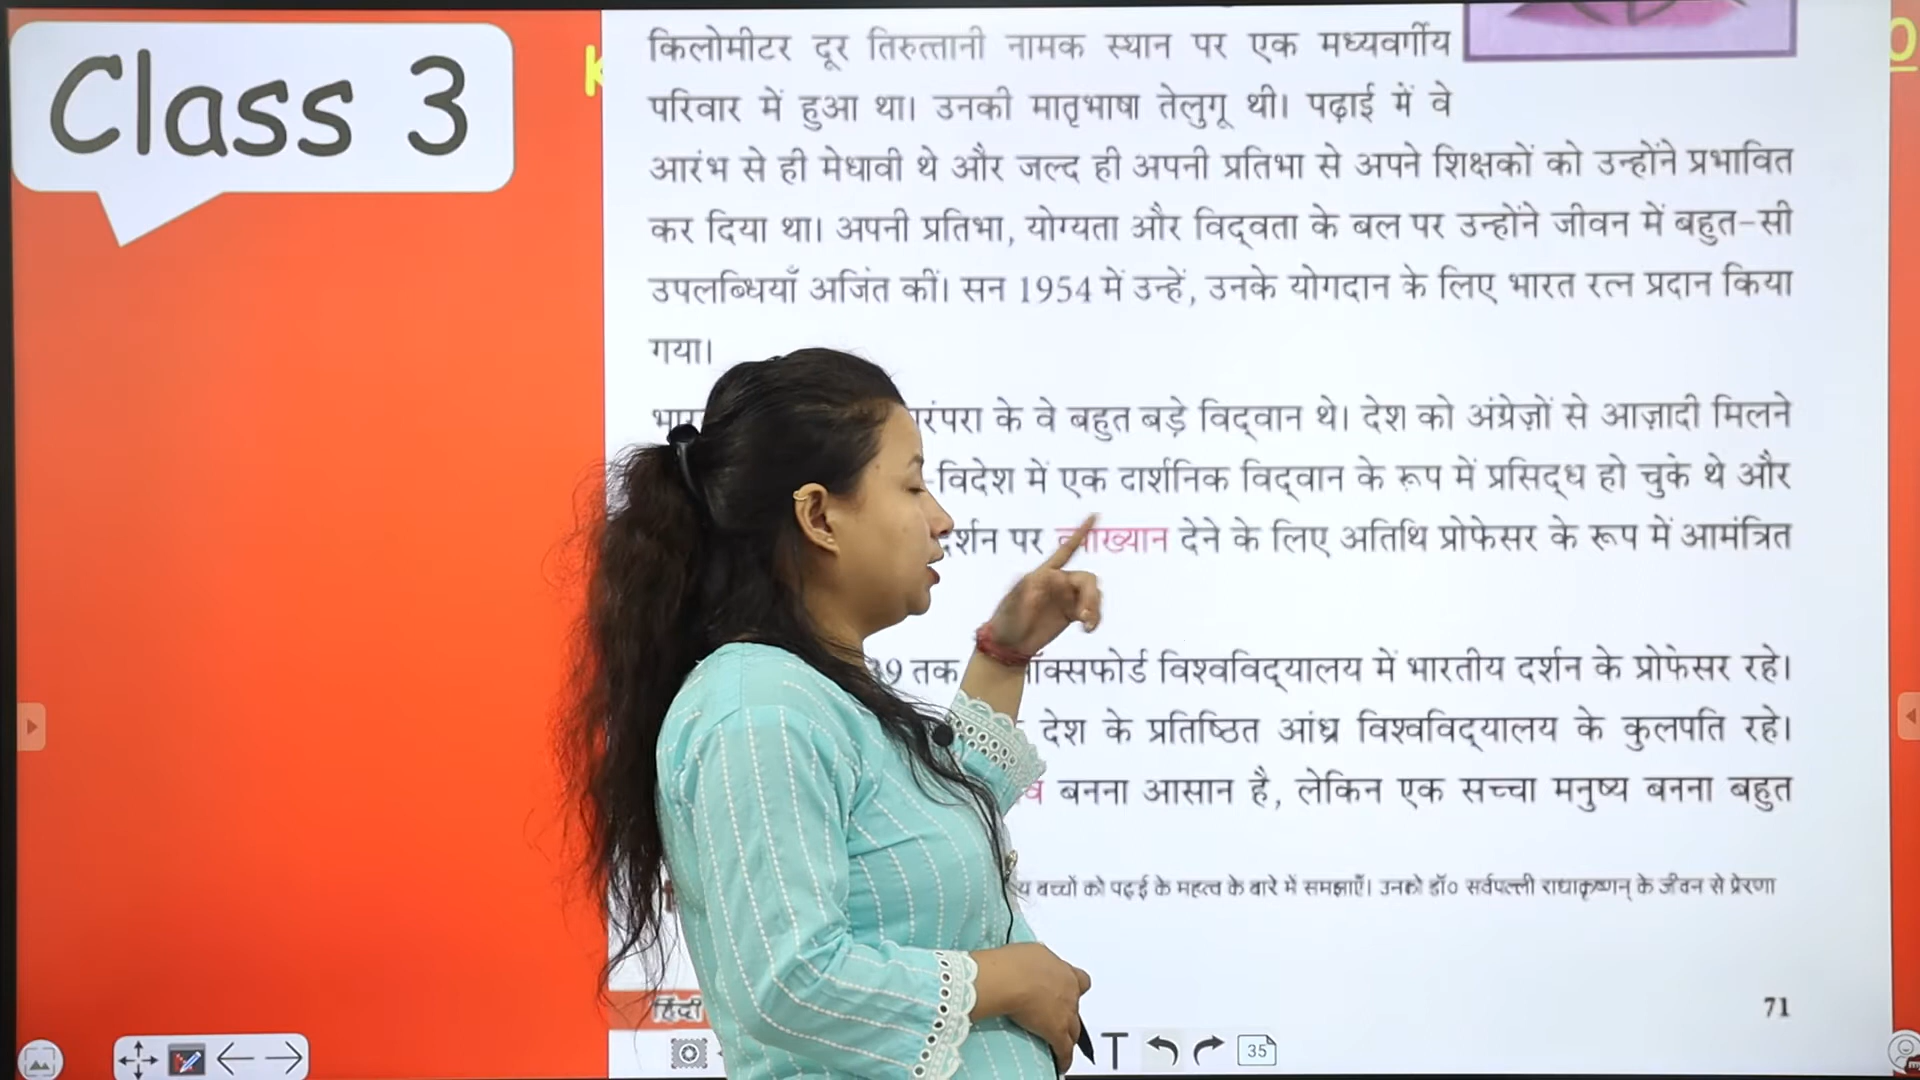 Class 3
किलोमीटर दूर तिरुत्तानी नामक स्थान पर एक मध्यवर्गीय
परिवार में हुआ था। उनकी मातृभाषा तेलुगू थी। पढ़ाई में वे
आरंभ से ही मेधावी थे और जल्द ही अपनी प्रतिभा से अपने शिक्षकों को उन्होंने प्रभावित
कर दिया था। अपनी प्रतिभा, योग्यता और विद्वता के बल पर उन्होंने जीवन में बहुत-सी
उपलब्धियाँ अर्जित कीं। सन 1954 में उन्हें, उनके योगदान के लिए भारत रत्न प्रदान किया
गया।
के वे बहुत बड़े विद्वान थे। देश को अंग्रेज़ों से आज़ादी मिलने
-विदेश में एक दार्शनिक विद्वान के रूप में प्रसिद्ध हो चुके थे और
पर व्याख्यान देने के लिए अतिथि प्रोफेसर के रूप में आमंत्रित
तक ऑक्सफोर्ड विश्वविद्यालय में भारतीय दर्शन के प्रोफेसर रहे।
देश के प्रतिष्ठित आंध्र विश्वविद्यालय के कुलपति रहे।
बनना आसान है, लेकिन एक सच्चा मनुष्य बनना बहुत
बच्चों को पढ़ाई के महत्व के बारे में समझाएँ। उनको डॉ० सर्वपल्ली राधाकृष्णन् के जीवन से प्रेरणा
हिंदी
71
T
35